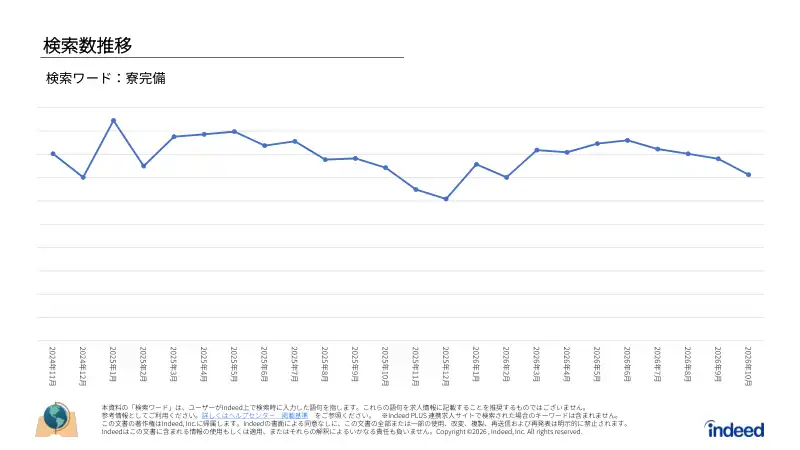 検索数推移
検索ワード：寮完備
2024年11月
2024年12月
2025年1月
2025年2月
2025年3月
2025年4月
2025年5月
2025年6月
2025年7月
2025年8月
2025年9月
2025年10月
2025年11月
2025年12月
2026年1月
2026年2月
2026年3月
2026年4月
2026年5月
2026年6月
2026年7月
2026年8月
2026年9月
2026年10月
本資料の「検索ワード」は、ユーザーがIndeed上で検索時に入力した語句を指します。これらの語句を求人情報に記載することを推奨するものではございません。
参考情報としてご利用ください。詳しくはヘルプセンター　掲載基準　をご参照ください。　※Indeed PLUS 連携求人サイトで検索された場合のキーワードは含まれません。
この文書の著作権はIndeed, Inc.に帰属します。Indeedの書面による同意なしに、この文書の全部または一部の使用、改変、複製、再送信および再発表は明示的に禁止されます。
Indeedはこの文書に含まれる情報の使用もしくは適用、またはそれらの解釈によるいかなる責任も負いません。Copyright ©2026 , Indeed, Inc. All rights reserved.
indeed